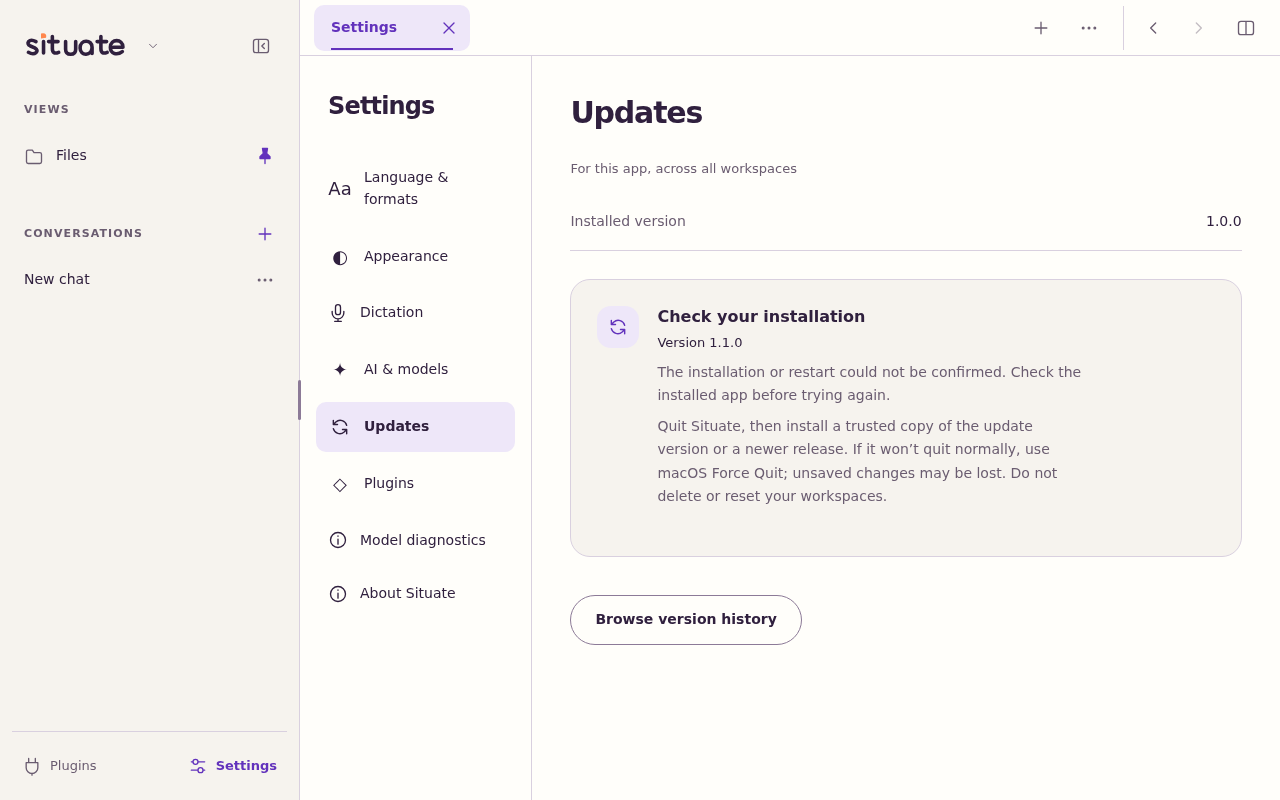 situate
VIEWS
Files
CONVERSATIONS
New chat
Plugins
Settings
Settings
Settings
Aa Language &
formats
Appearance
Dictation
AI & models
Updates
Plugins
Model diagnostics
About Situate
Updates
For this app, across all workspaces
Installed version 1.0.0
Check your installation
Version 1.1.0
The installation or restart could not be confirmed. Check the
installed app before trying again.
Quit Situate, then install a trusted copy of the update
version or a newer release. If it won’t quit normally, use
macOS Force Quit; unsaved changes may be lost. Do not
delete or reset your workspaces.
Browse version history